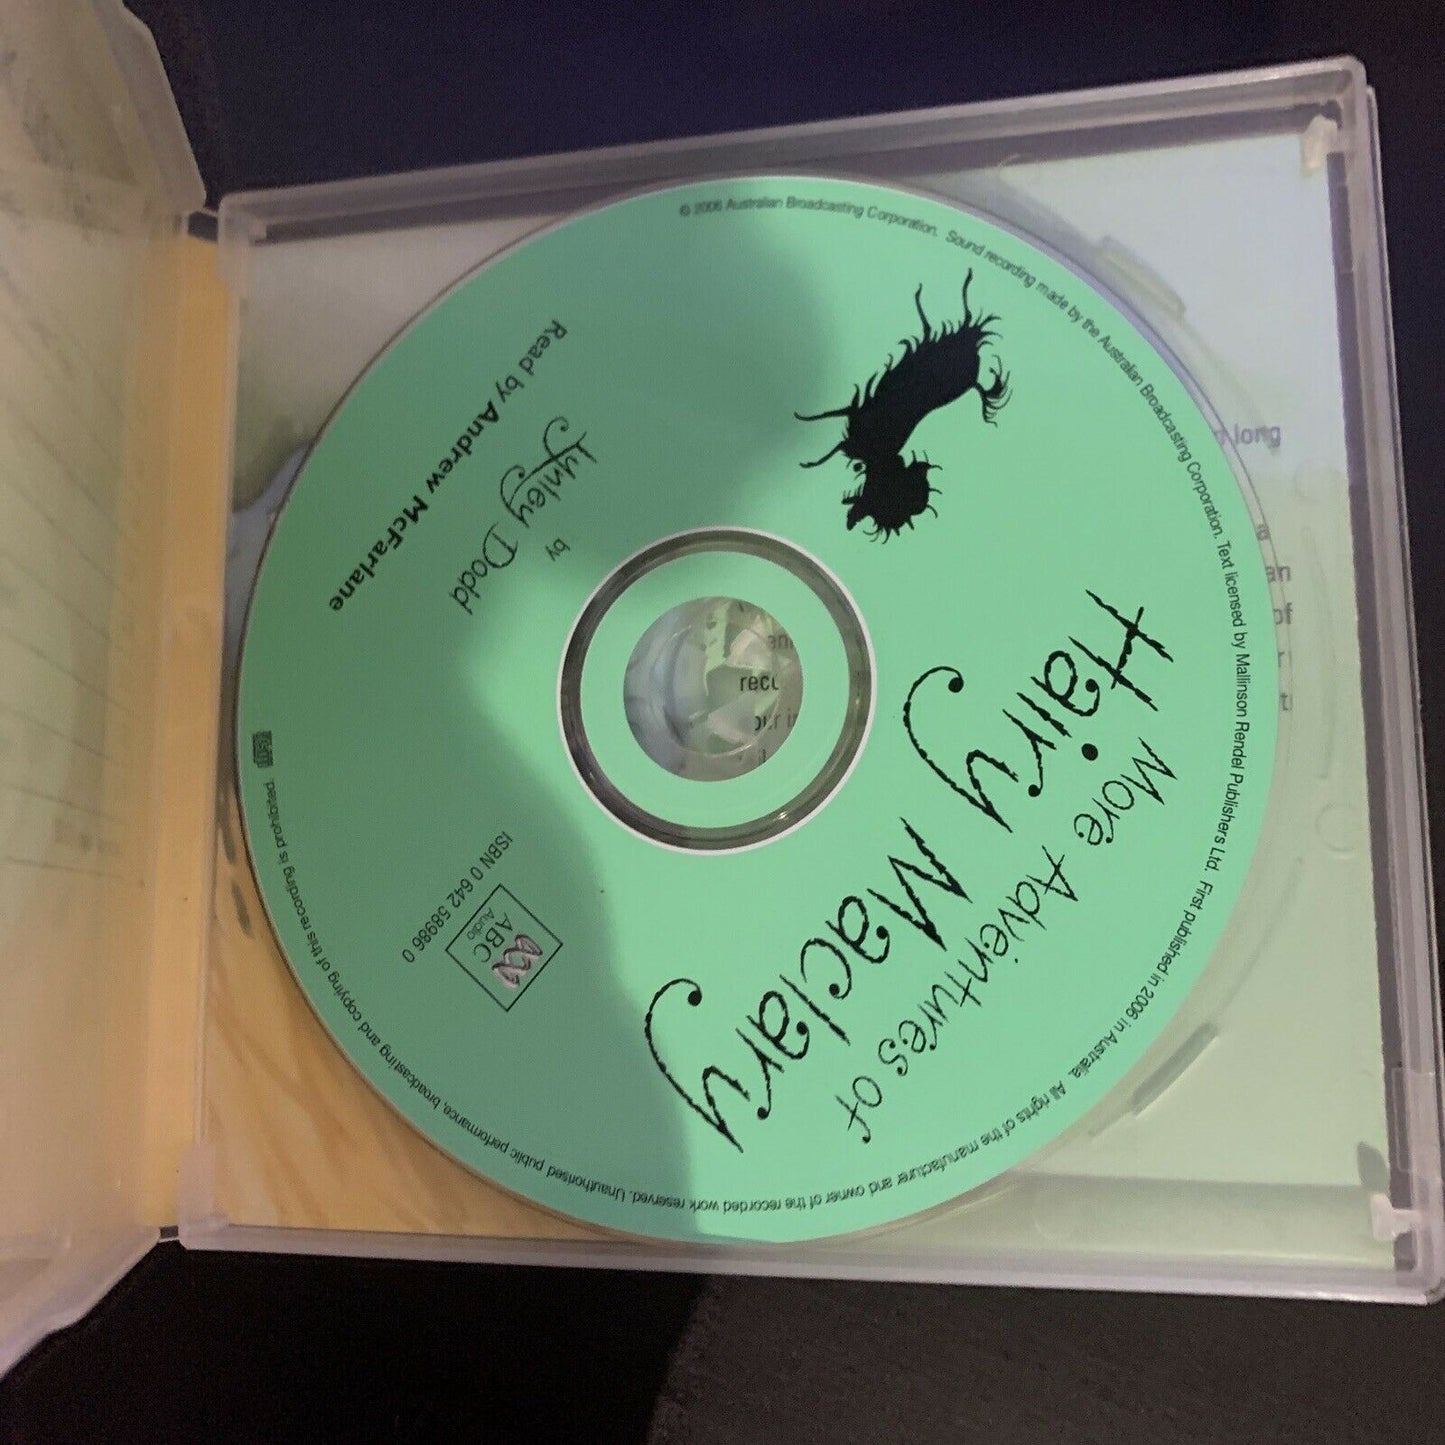 More Adventures of
Hairy Maclary
by
Lynley Dodd
Read by Andrew McFarlane
ABC
Audio
ISBN 0 642 58986 0
© 2006 Australian Broadcasting Corporation. Sound recording made by the Australian Broadcasting Corporation. Text licensed by Mallinson Rendel Publishers Ltd. First published in 2006 in Australia. All rights of the manufacturer and owner of the recorded work reserved. Unauthorised public performance, broadcasting and copying of this recording is prohibited.
long
of